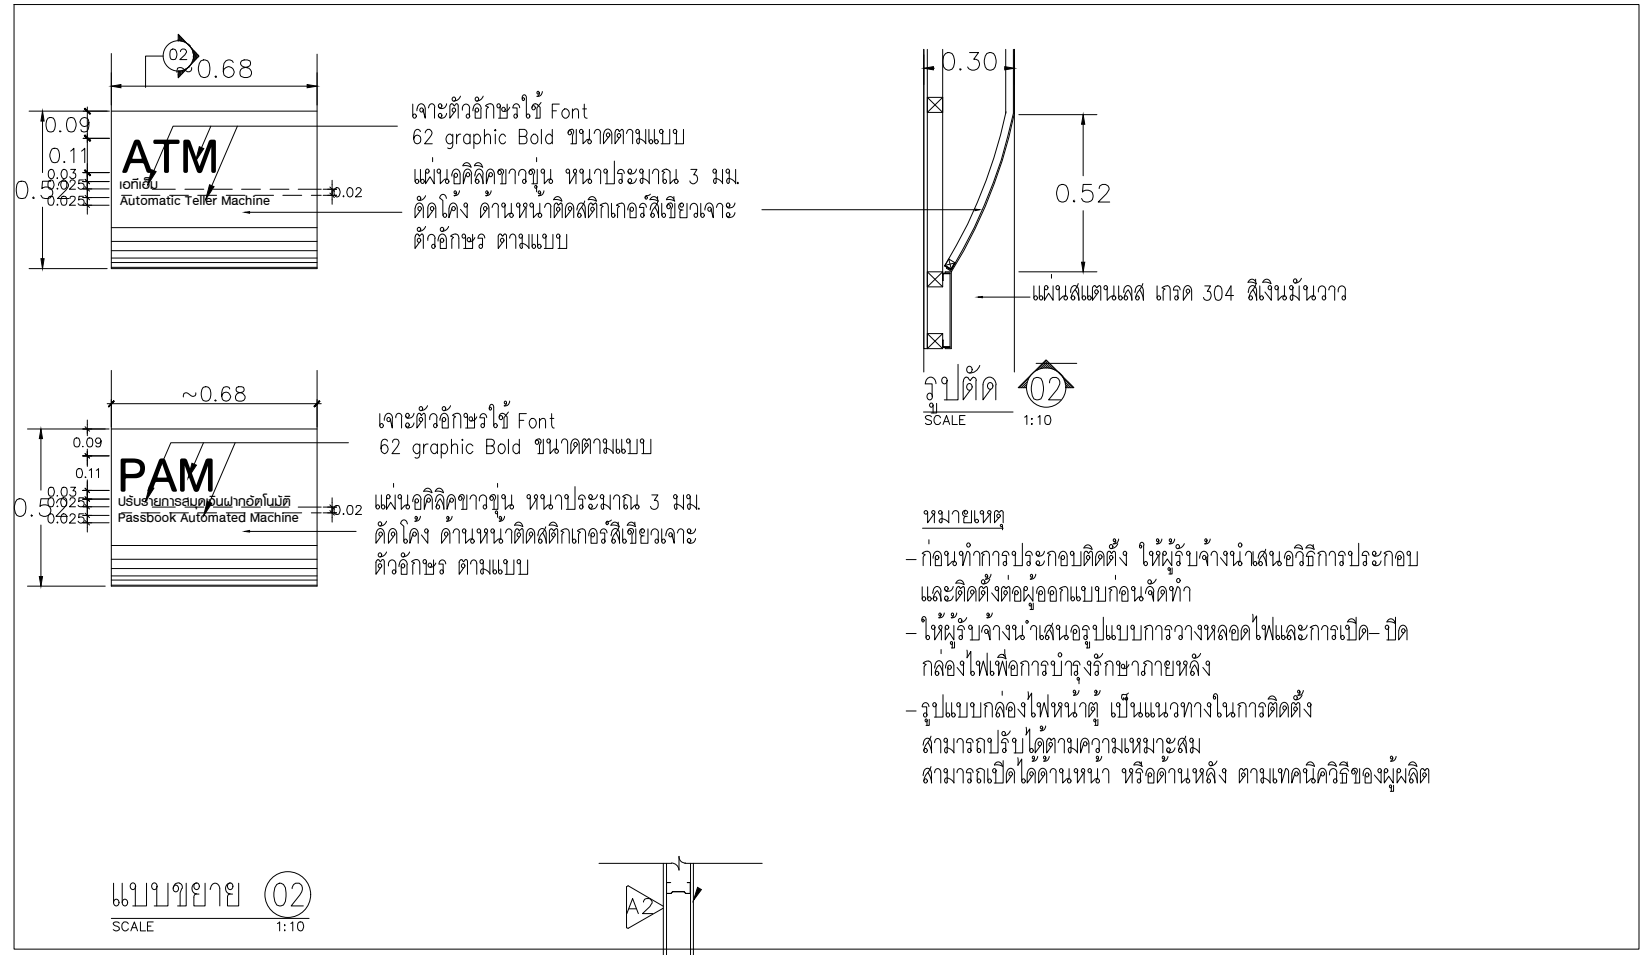 02
~0.68
0.09
0.11
0.03
0.025
0.52
0.025
0.02
ATM
เอทีเอ็ม
Automatic Teller Machine
เจาะตัวอักษรใช้ Font
62 graphic Bold ขนาดตามแบบ
แผ่นอคิลิคขาวขุ่น หนาประมาณ 3 มม.
ดัดโค้ง ด้านหน้าติดสติกเกอร์สีเขียวเจาะ
ตัวอักษร ตามแบบ
0.30
0.52
แผ่นสแตนเลส เกรด 304 สีเงินมันวาว
รูปตัด 02
SCALE 1:10
~0.68
0.09
0.11
0.03
0.025
0.52
0.025
0.02
PAM
ปรับรายการสมุดเงินฝากอัตโนมัติ
Passbook Automated Machine
เจาะตัวอักษรใช้ Font
62 graphic Bold ขนาดตามแบบ
แผ่นอคิลิคขาวขุ่น หนาประมาณ 3 มม.
ดัดโค้ง ด้านหน้าติดสติกเกอร์สีเขียวเจาะ
ตัวอักษร ตามแบบ
หมายเหตุ
-ก่อนทำการประกอบติดตั้ง ให้ผู้รับจ้างนำเสนอวิธีการประกอบ
และติดตั้งต่อผู้ออกแบบก่อนจัดทำ
-ให้ผู้รับจ้างนำเสนอรูปแบบการวางหลอดไฟและการเปิด-ปิด
กล่องไฟเพื่อการบำรุงรักษาภายหลัง
-รูปแบบกล่องไฟหน้าตู้ เป็นแนวทางในการติดตั้ง
สามารถปรับได้ตามความเหมาะสม
สามารถเปิดได้ด้านหน้า หรือด้านหลัง ตามเทคนิควิธีของผู้ผลิต
แบบขยาย 02
SCALE 1:10
A2